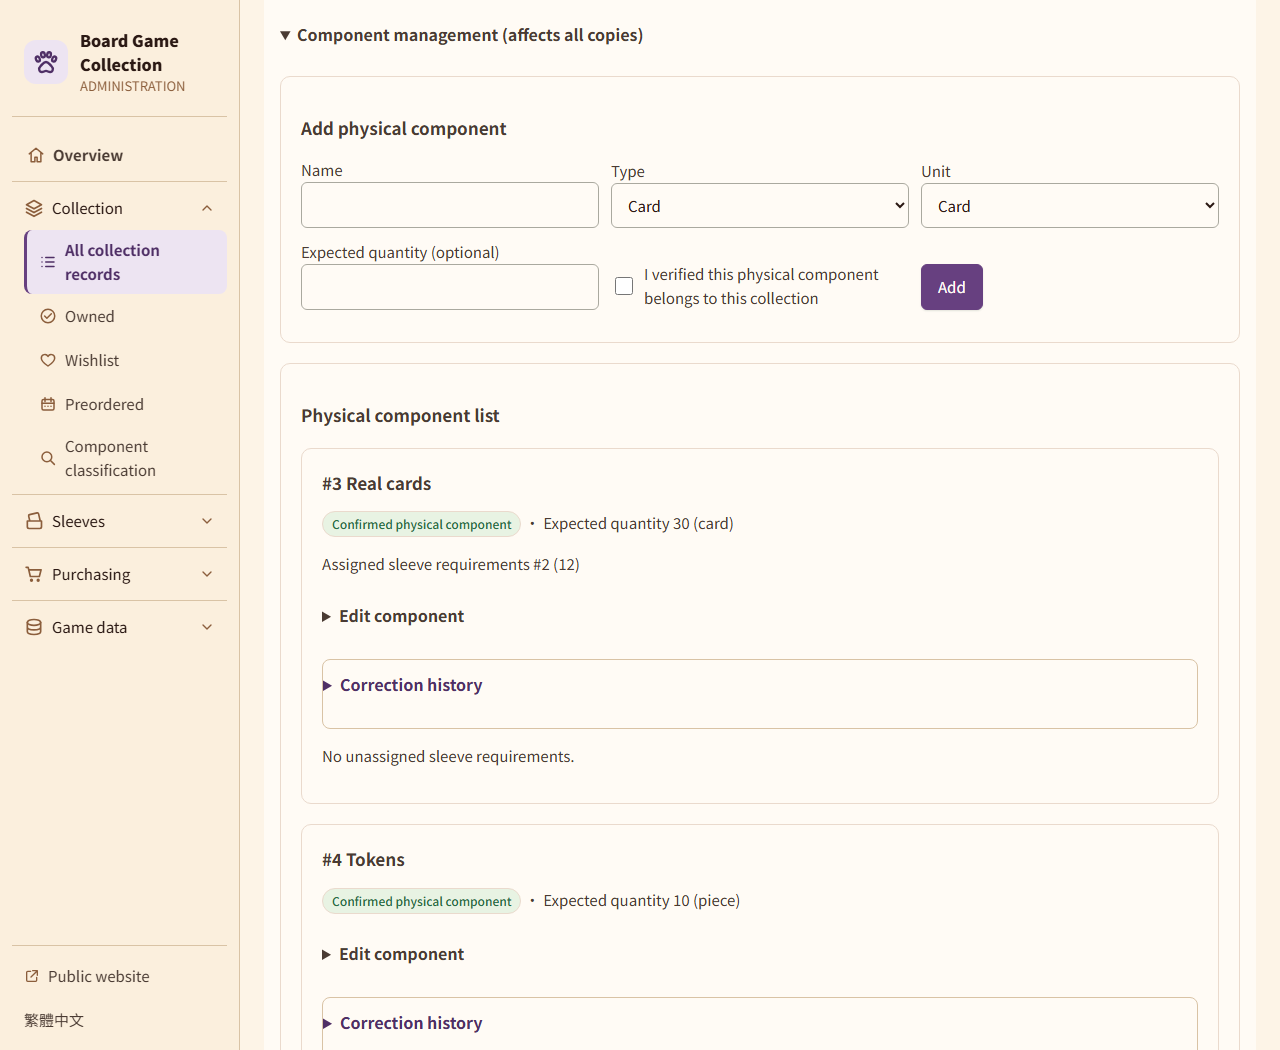 Board Game
Collection
ADMINISTRATION
Overview
Collection
All collection
records
Owned
Wishlist
Preordered
Component
classification
Sleeves
Purchasing
Game data
Public website
繁體中文
Component management (affects all copies)
Add physical component
Name
Type
Unit
Card
Card
Expected quantity (optional)
I verified this physical component
belongs to this collection
Add
Physical component list
#3 Real cards
Confirmed physical component • Expected quantity 30 (card)
Assigned sleeve requirements #2 (12)
Edit component
Correction history
No unassigned sleeve requirements.
#4 Tokens
Confirmed physical component • Expected quantity 10 (piece)
Edit component
Correction history